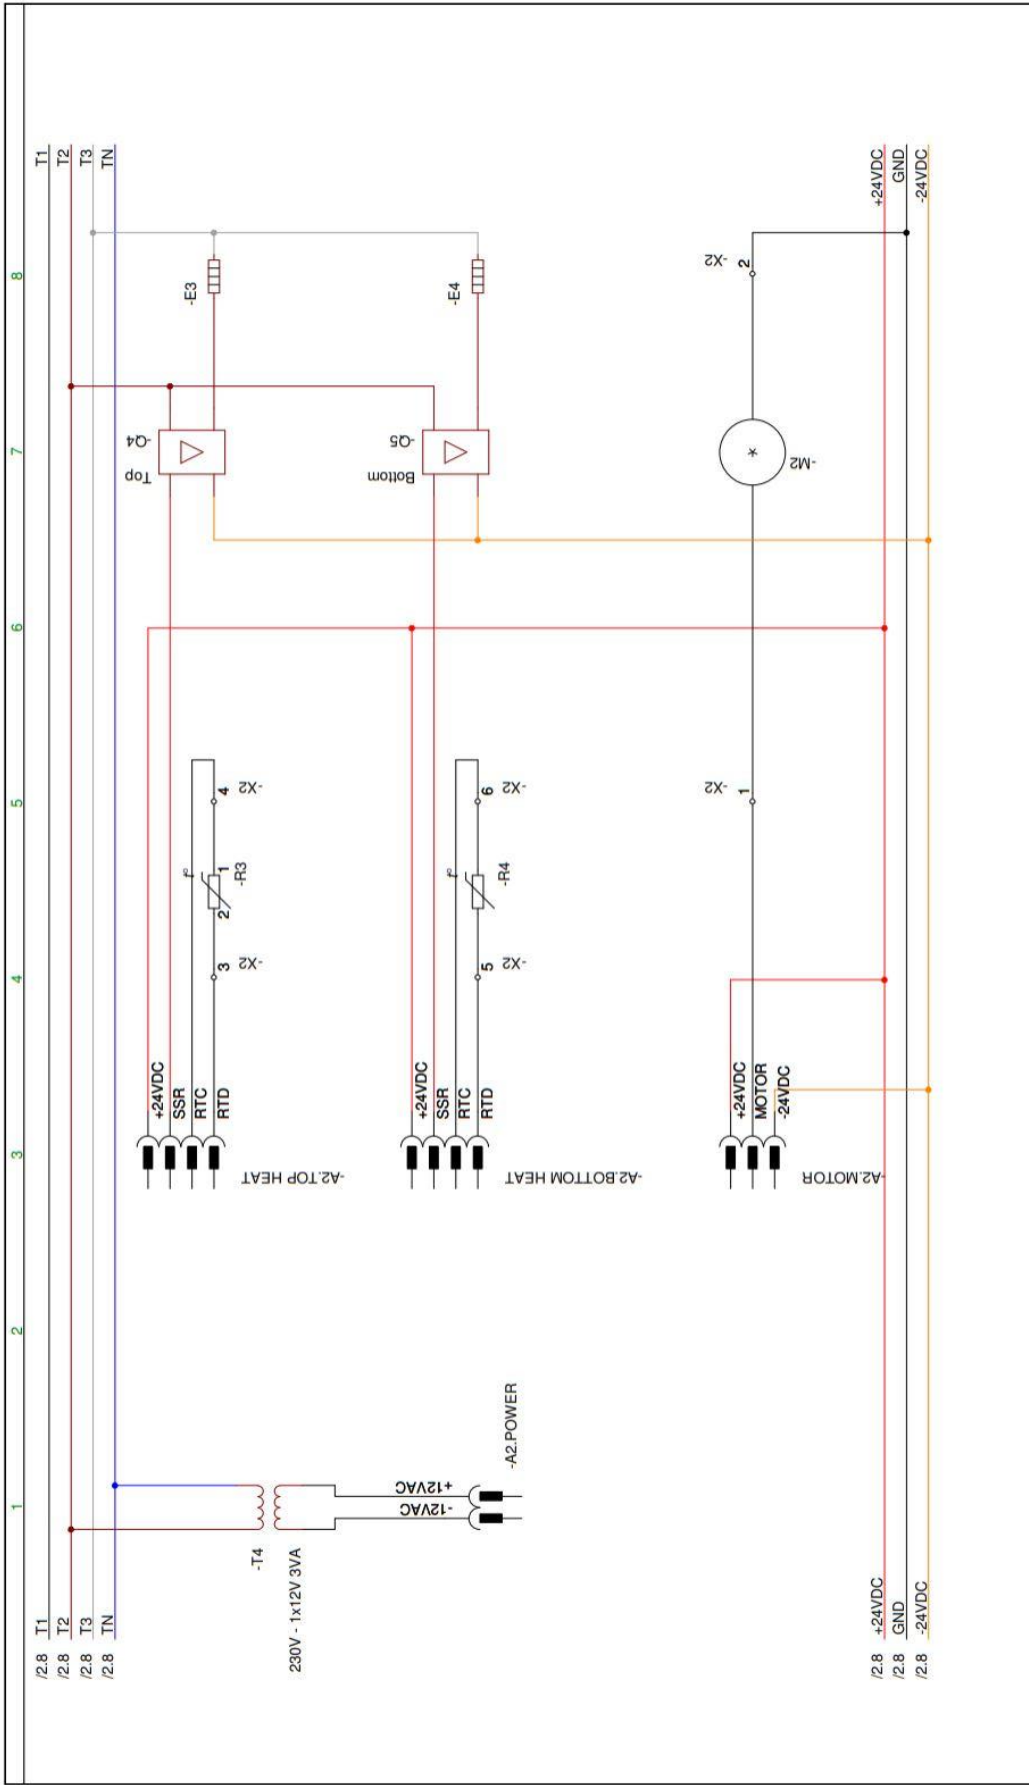 1 2 3 4 5 6 7 8
/2.8 T1 T1
/2.8 T2 T2
/2.8 T3 T3
/2.8 TN TN
-T4
230V - 1x12V 3VA
-12VAC
+12VAC
-A2.POWER
+24VDC
SSR
RTC
RTD
-A2.TOP HEAT
3
-X2
2
t°
1
-R3
4
-X2
Top
-Q4
-E3
+24VDC
SSR
RTC
RTD
-A2.BOTTOM HEAT
5
-X2
t°
-R4
6
-X2
Bottom
-Q5
-E4
+24VDC
MOTOR
-24VDC
-A2.MOTOR
1
-X2
*
-M2
2
-X2
/2.8 +24VDC +24VDC
/2.8 GND GND
/2.8 -24VDC -24VDC